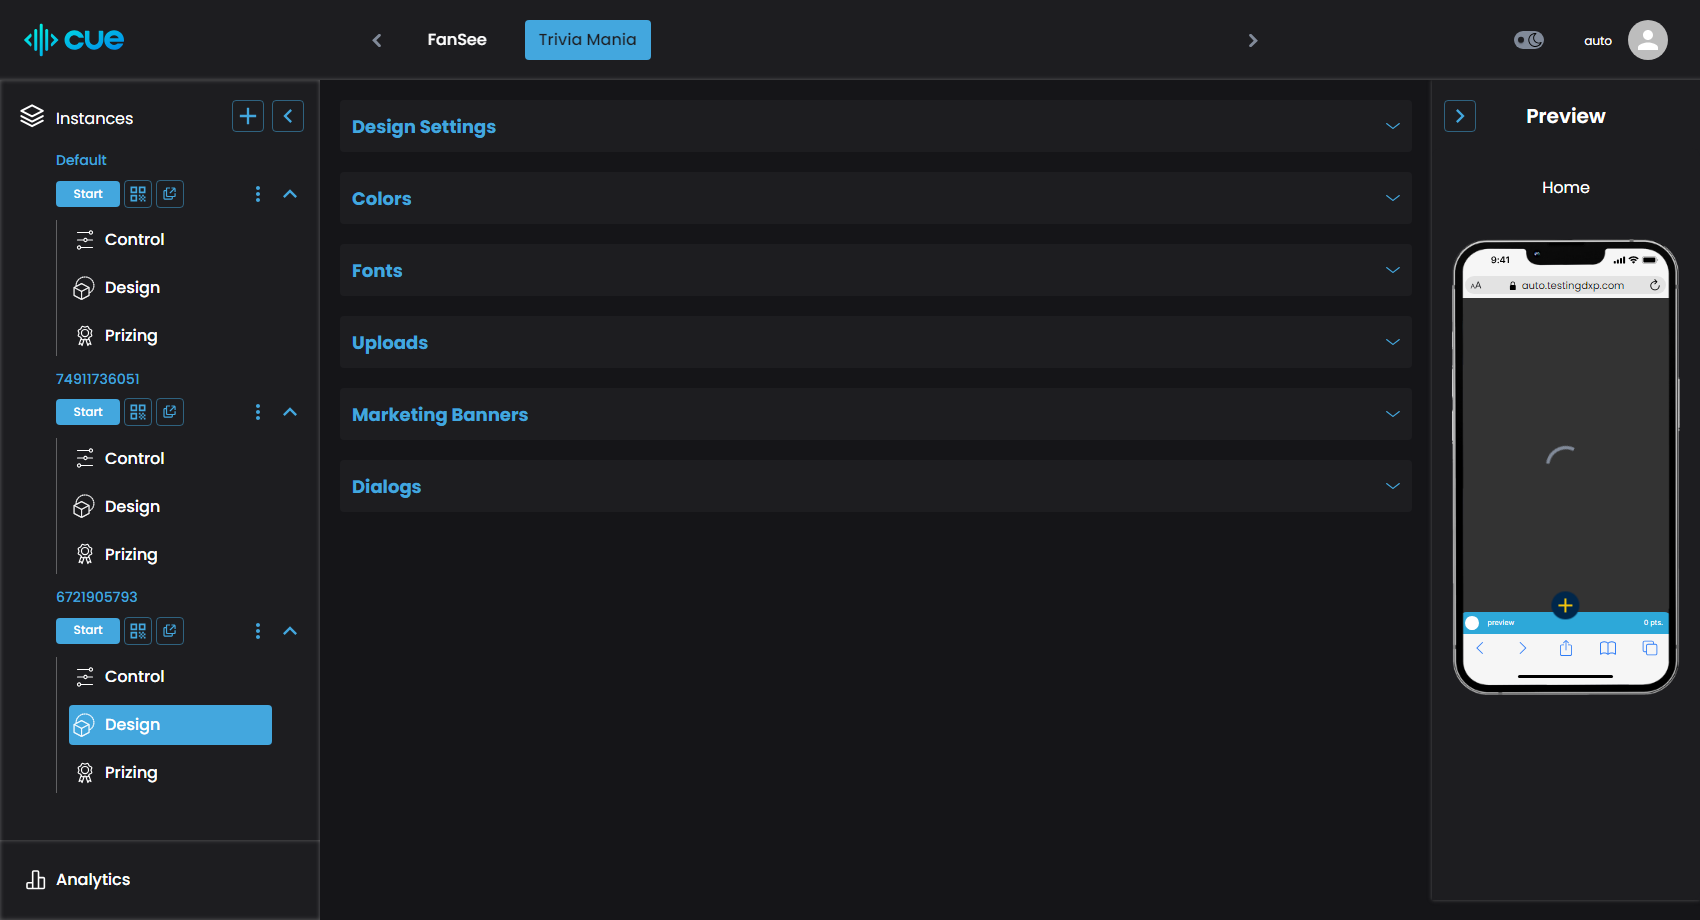 cue
FanSee
Trivia Mania
auto
Instances
Default
Start
Control
Design
Prizing
74911736051
Start
Control
Design
Prizing
6721905793
Start
Control
Design
Prizing
Analytics
Design Settings
Colors
Fonts
Uploads
Marketing Banners
Dialogs
Preview
Home
9:41
AA auto.testingdxp.com
preview 0 pts.